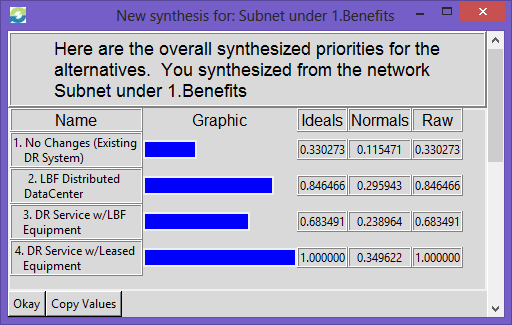 New synthesis for: Subnet under 1.Benefits
Here are the overall synthesized priorities for the
alternatives.  You synthesized from the network
Subnet under 1.Benefits
Name Graphic Ideals Normals Raw
1. No Changes (Existing
DR System)
0.330273 0.115471 0.330273
2. LBF Distributed
DataCenter
0.846466 0.295943 0.846466
3. DR Service w/LBF
Equipment
0.683491 0.238964 0.683491
4. DR Service w/Leased
Equipment
1.000000 0.349622 1.000000
Okay Copy Values